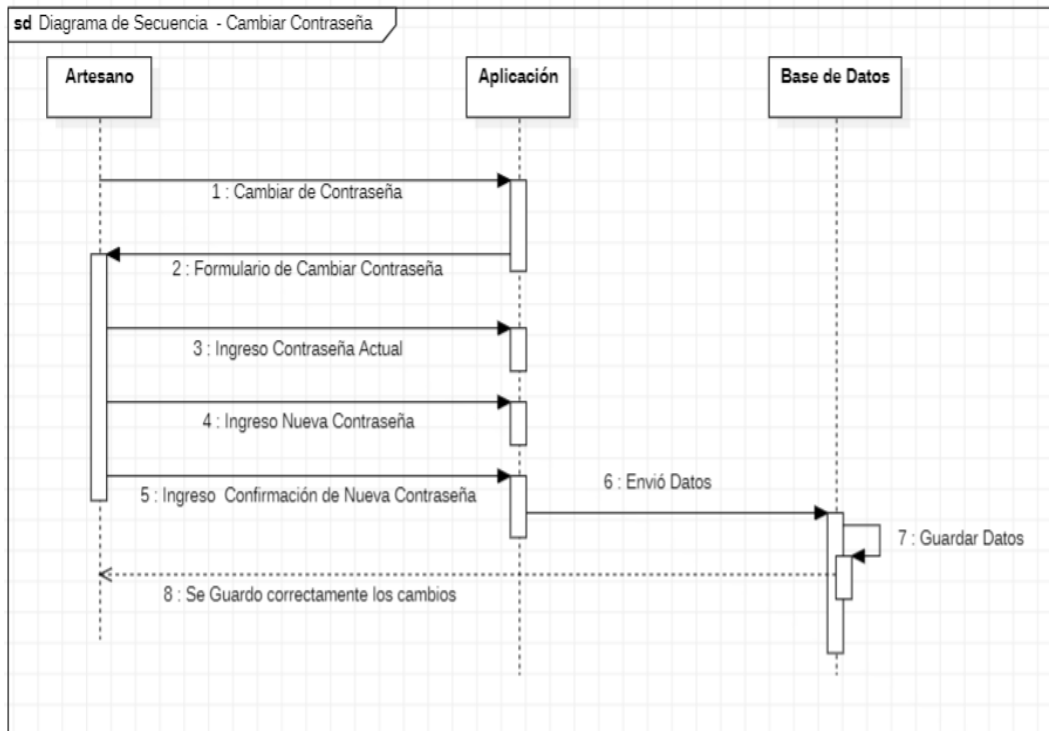 sd Diagrama de Secuencia - Cambiar Contraseña
Artesano
Aplicación
Base de Datos
1 : Cambiar de Contraseña
2 : Formulario de Cambiar Contraseña
3 : Ingreso Contraseña Actual
4 : Ingreso Nueva Contraseña
5 : Ingreso Confirmación de Nueva Contraseña
6 : Envió Datos
7 : Guardar Datos
8 : Se Guardo correctamente los cambios